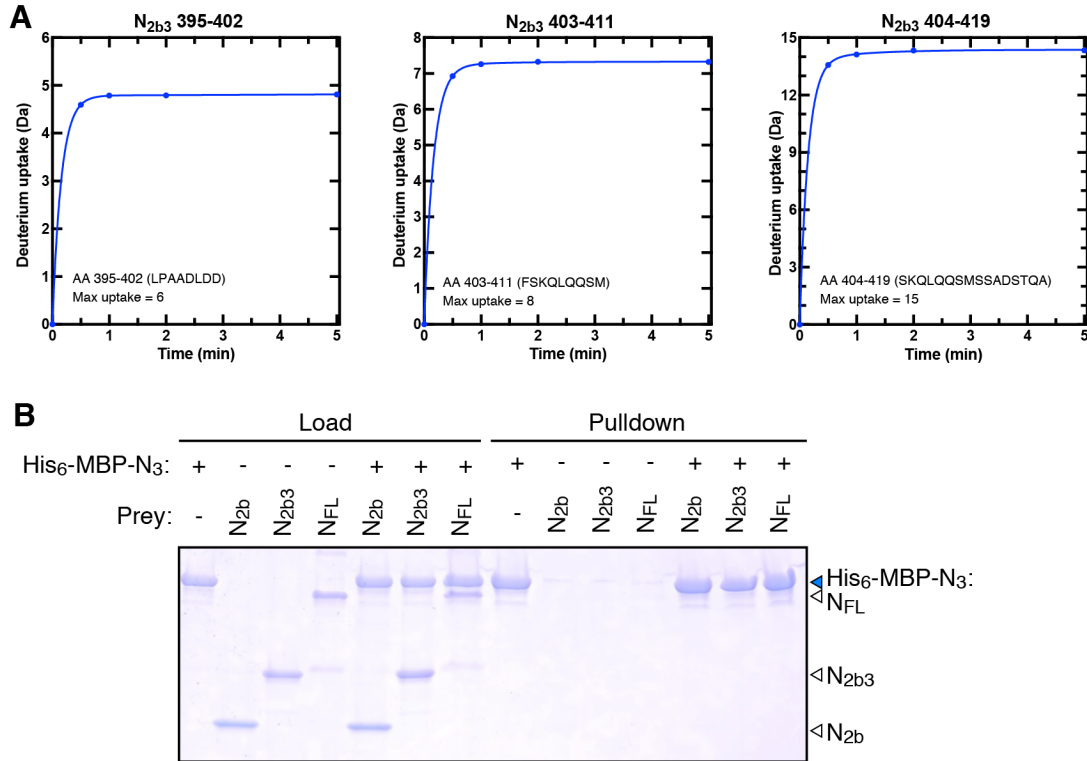 A
N2b3 395-402
N2b3 403-411
N2b3 404-419
Deuterium uptake (Da)
6
5
4
3
2
1
0
AA 395-402 (LPAADLDD)
Max uptake = 6
0 1 2 3 4 5
Time (min)
Deuterium uptake (Da)
8
7
6
5
4
3
2
1
0
AA 403-411 (FSKQLQQSM)
Max uptake = 8
0 1 2 3 4 5
Time (min)
Deuterium uptake (Da)
15
12
9
6
3
0
AA 404-419 (SKQLQQSMSSADSTQA)
Max uptake = 15
0 1 2 3 4 5
Time (min)
B
Load Pulldown
His6-MBP-N3: + - - - + + + + - - - + + +
Prey: - N2b N2b3 NFL N2b N2b3 NFL - N2b N2b3 NFL N2b N2b3 NFL
His6-MBP-N3:
NFL
N2b3
N2b